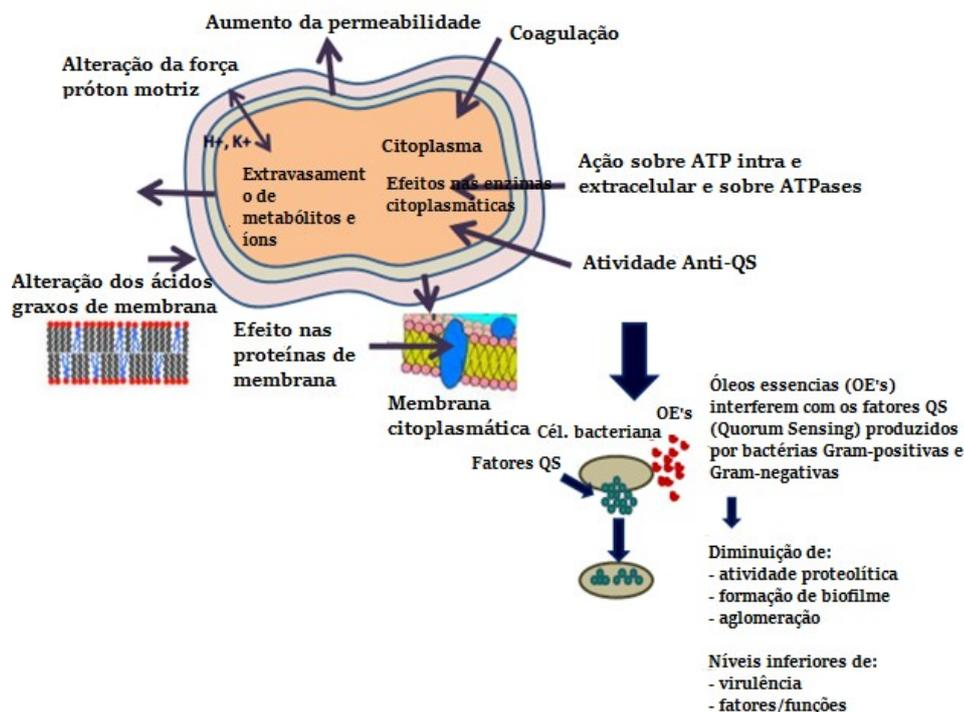 Aumento da permeabilidade
Coagulação
Alteração da força
próton motriz
H+, K+
Citoplasma
Extravasament
o de
metabólitos e
íons
Efeitos nas enzimas
citoplasmáticas
Ação sobre ATP intra e
extracelular e sobre ATPases
Atividade Anti-QS
Alteração dos ácidos
graxos de membrana
Efeito nas
proteínas de
membrana
Membrana
citoplasmática
Cél. bacteriana
OE's
Fatores QS
Óleos essencias (OE's)
interferem com os fatores QS
(Quorum Sensing) produzidos
por bactérias Gram-positivas e
Gram-negativas
Diminuição de:
- atividade proteolítica
- formação de biofilme
- aglomeração
Níveis inferiores de:
- virulência
- fatores/funções